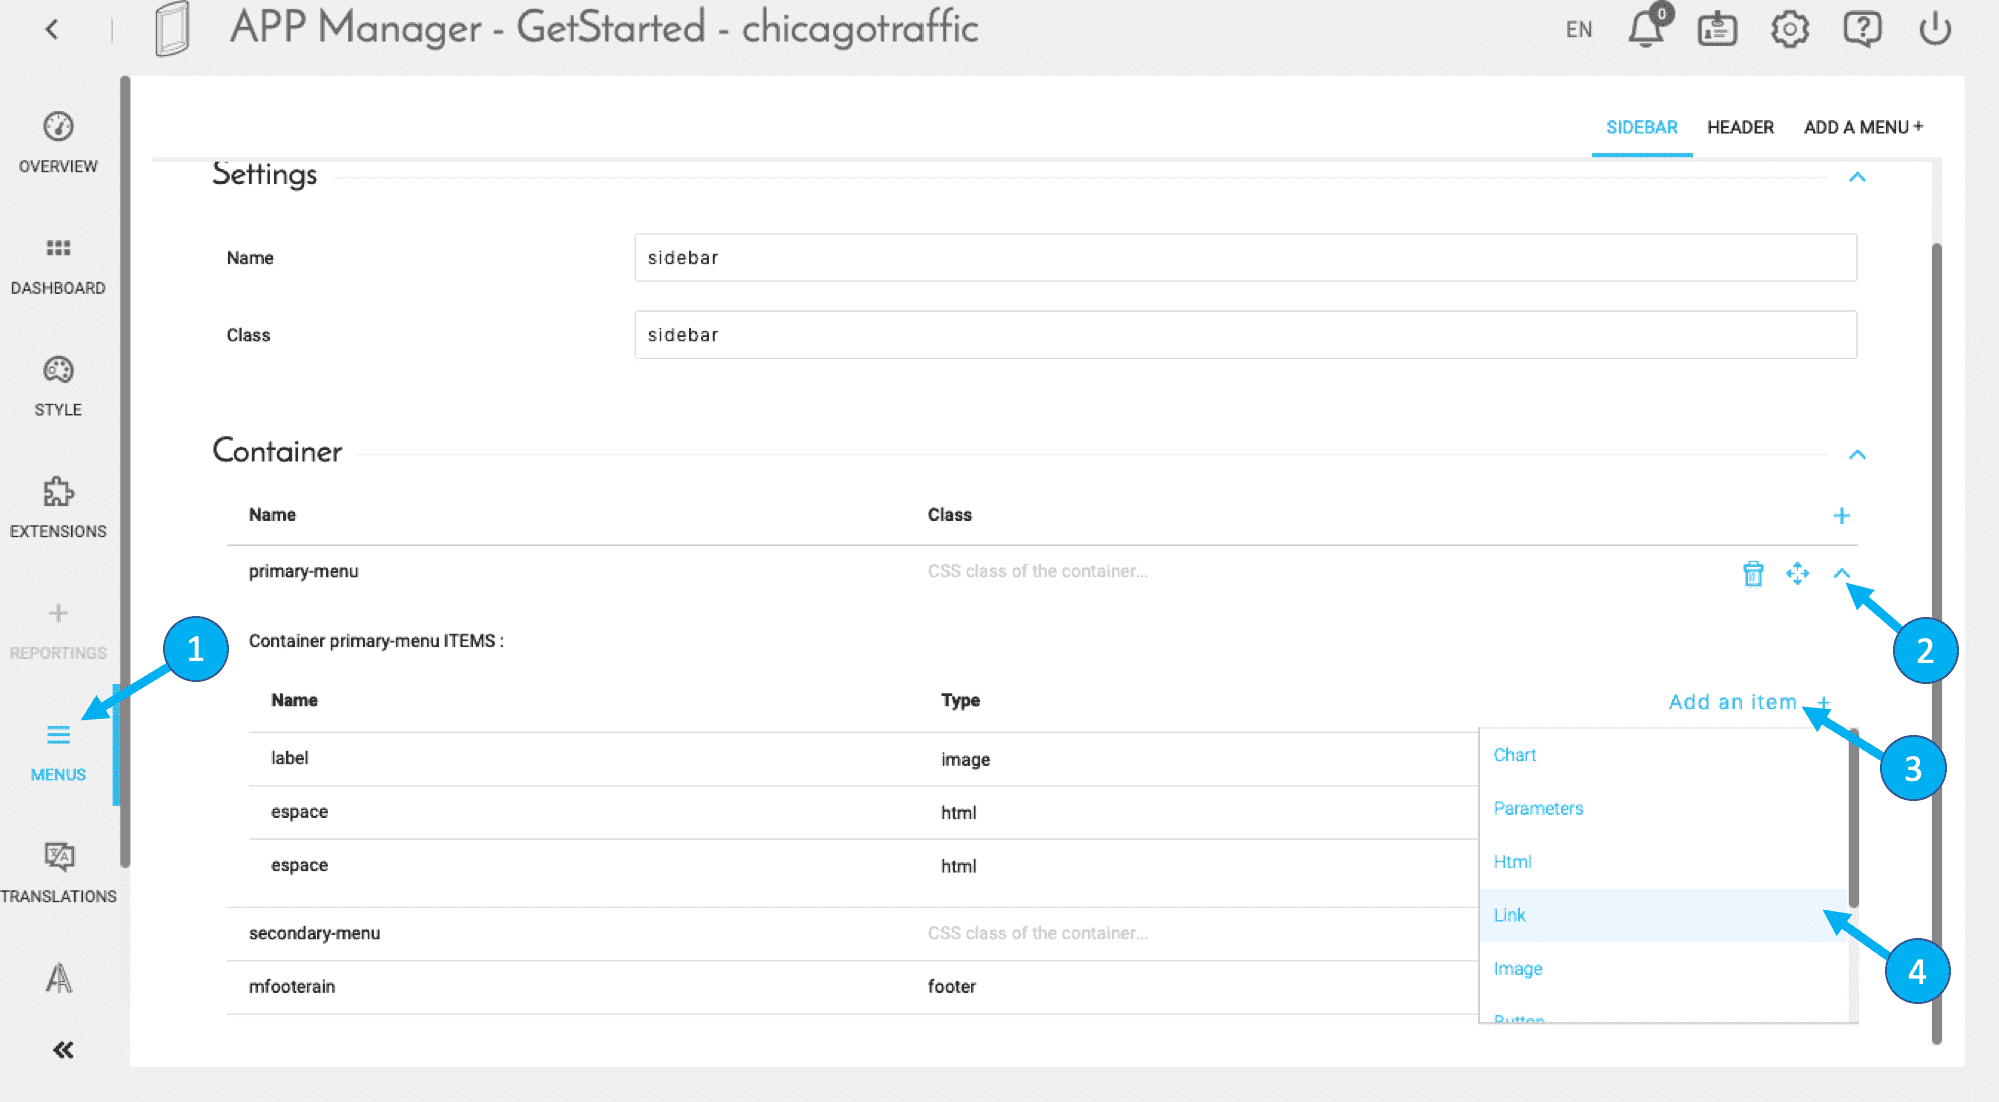 APP Manager - GetStarted - chicagotraffic
EN
0
OVERVIEW
DASHBOARD
STYLE
EXTENSIONS
REPORTINGS
MENUS
TRANSLATIONS
SIDEBAR HEADER ADD A MENU +
Settings
Name sidebar
Class sidebar
Container
Name Class +
primary-menu CSS class of the container...
Container primary-menu ITEMS :
Name Type Add an item +
label image
espace html
espace html
secondary-menu CSS class of the container...
mfooterain footer
Chart
Parameters
Html
Link
Image
Button
1
2
3
4